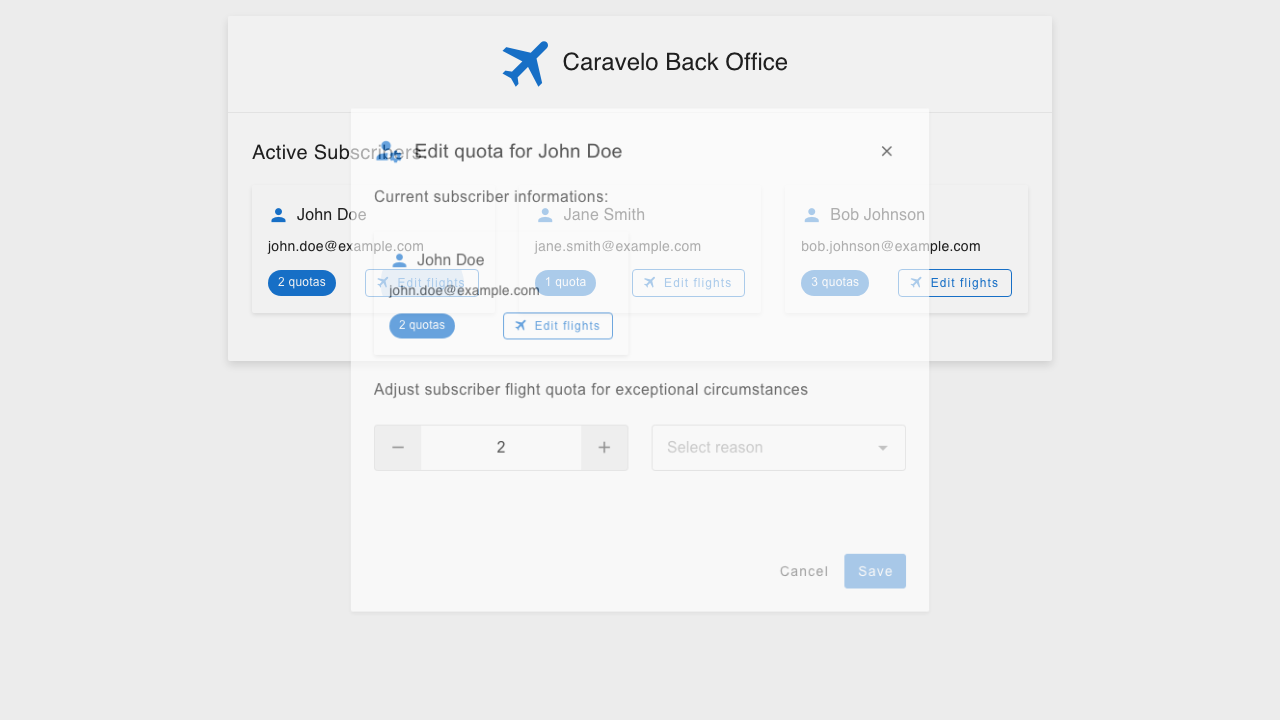 Caravelo Back Office
Active Subscribers:
John Doe
john.doe@example.com
2 quotas
Edit flights
Jane Smith
jane.smith@example.com
1 quota
Edit flights
Bob Johnson
bob.johnson@example.com
3 quotas
Edit flights
Edit quota for John Doe
Current subscriber informations:
John Doe
john.doe@example.com
2 quotas
Edit flights
Adjust subscriber flight quota for exceptional circumstances
2
Select reason
Cancel
Save